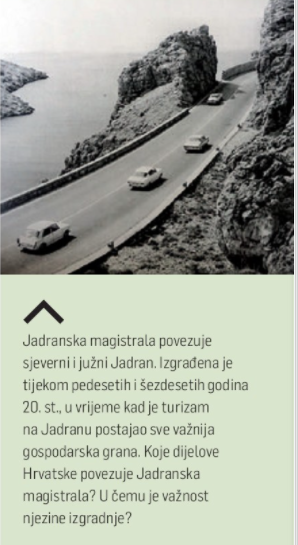 Jadranska magistrala povezuje
sjeverni i južni Jadran. Izgrađena je
tijekom pedesetih i šezdesetih godina
20. st., u vrijeme kad je turizam
na Jadranu postajao sve važnija
gospodarska grana. Koje dijelove
Hrvatske povezuje Jadranska
magistrala? U čemu je važnost
njezine izgradnje?